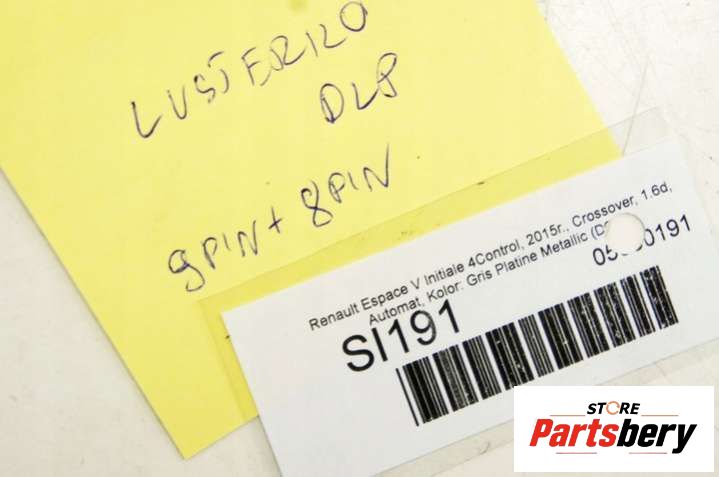 LUSTERKO
DLP
9PIN + 8PIN
Renault Espace V Initiale 4Control, 2015r., Crossover, 1.6d,
Automat, Kolor: Gris Platine Metallic
SI191
STORE
Partsbery